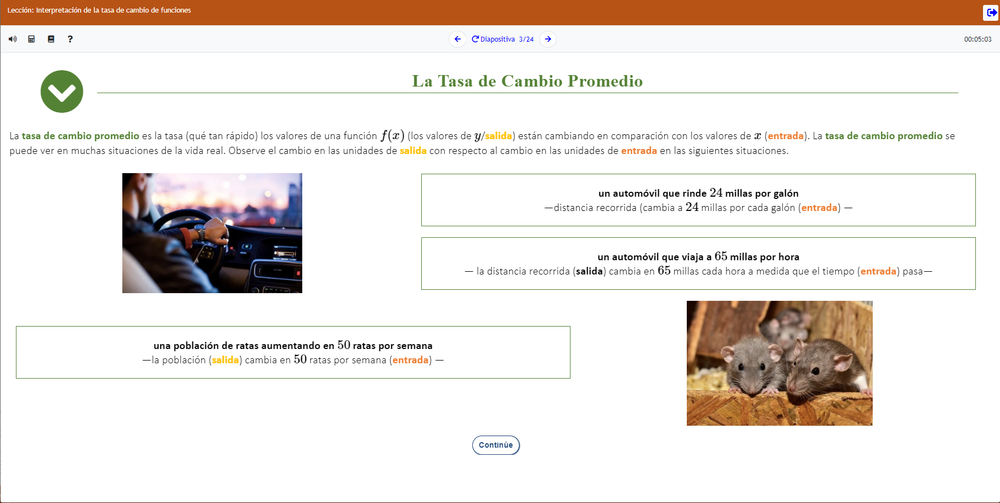 Lección: Interpretación de la tasa de cambio de funciones
? Diapositiva 3/24 00:05:03
La Tasa de Cambio Promedio
La tasa de cambio promedio es la tasa (qué tan rápido) los valores de una función f(x) (los valores de y/salida) están cambiando en comparación con los valores de x (entrada). La tasa de cambio promedio se
puede ver en muchas situaciones de la vida real. Observe el cambio en las unidades de salida con respecto al cambio en las unidades de entrada en las siguientes situaciones.
un automóvil que rinde 24 millas por galón
—distancia recorrida (cambia a 24 millas por cada galón (entrada) —
un automóvil que viaja a 65 millas por hora
— la distancia recorrida (salida) cambia en 65 millas cada hora a medida que el tiempo (entrada) pasa—
una población de ratas aumentando en 50 ratas por semana
—la población (salida) cambia en 50 ratas por semana (entrada) —
Continúe